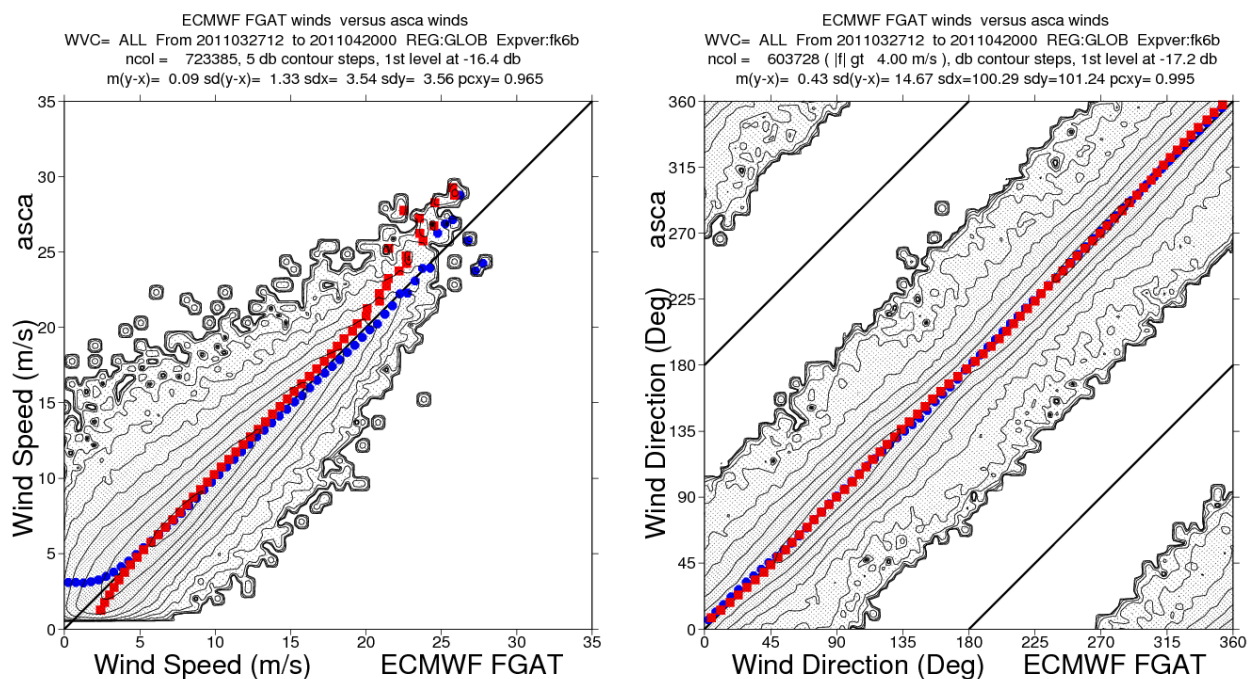 ECMWF FGAT winds versus asca winds
WVC= ALL From 2011032712 to 2011042000 REG:GLOB Expver:fk6b
ncol = 723385, 5 db contour steps, 1st level at -16.4 db
m(y-x)= 0.09 sd(y-x)= 1.33 sdx= 3.54 sdy= 3.56 pcxy= 0.965
35
30
25
20
15
10
5
0
asca
Wind Speed (m/s)
0 5 10 15 20 25 30 35
Wind Speed (m/s) ECMWF FGAT
ECMWF FGAT winds versus asca winds
WVC= ALL From 2011032712 to 2011042000 REG:GLOB Expver:fk6b
ncol = 603728 ( |f| gt 4.00 m/s ), db contour steps, 1st level at -17.2 db
m(y-x)= 0.43 sd(y-x)= 14.67 sdx=100.29 sdy=101.24 pcxy= 0.995
360
315
270
225
180
135
90
45
0
asca
Wind Direction (Deg)
0 45 90 135 180 225 270 315 360
Wind Direction (Deg) ECMWF FGAT